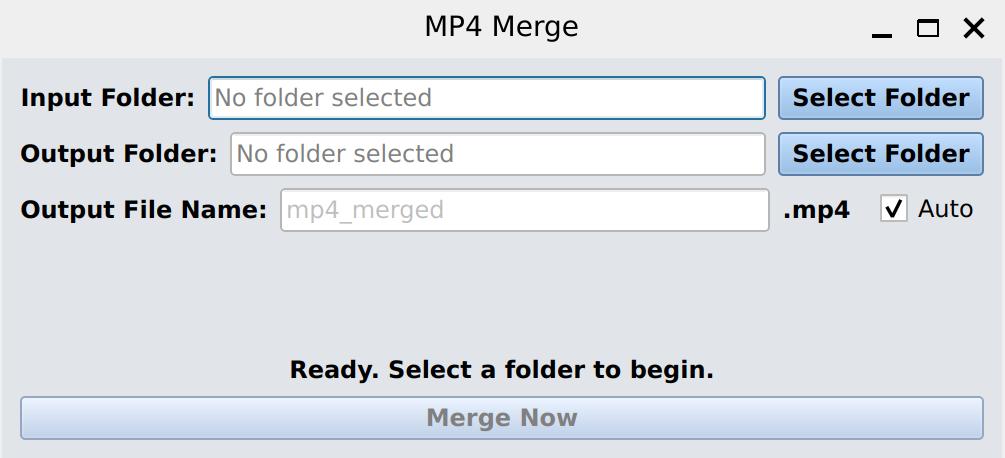 MP4 Merge
Input Folder: No folder selected Select Folder
Output Folder: No folder selected Select Folder
Output File Name: mp4_merged .mp4 Auto
Ready. Select a folder to begin.
Merge Now